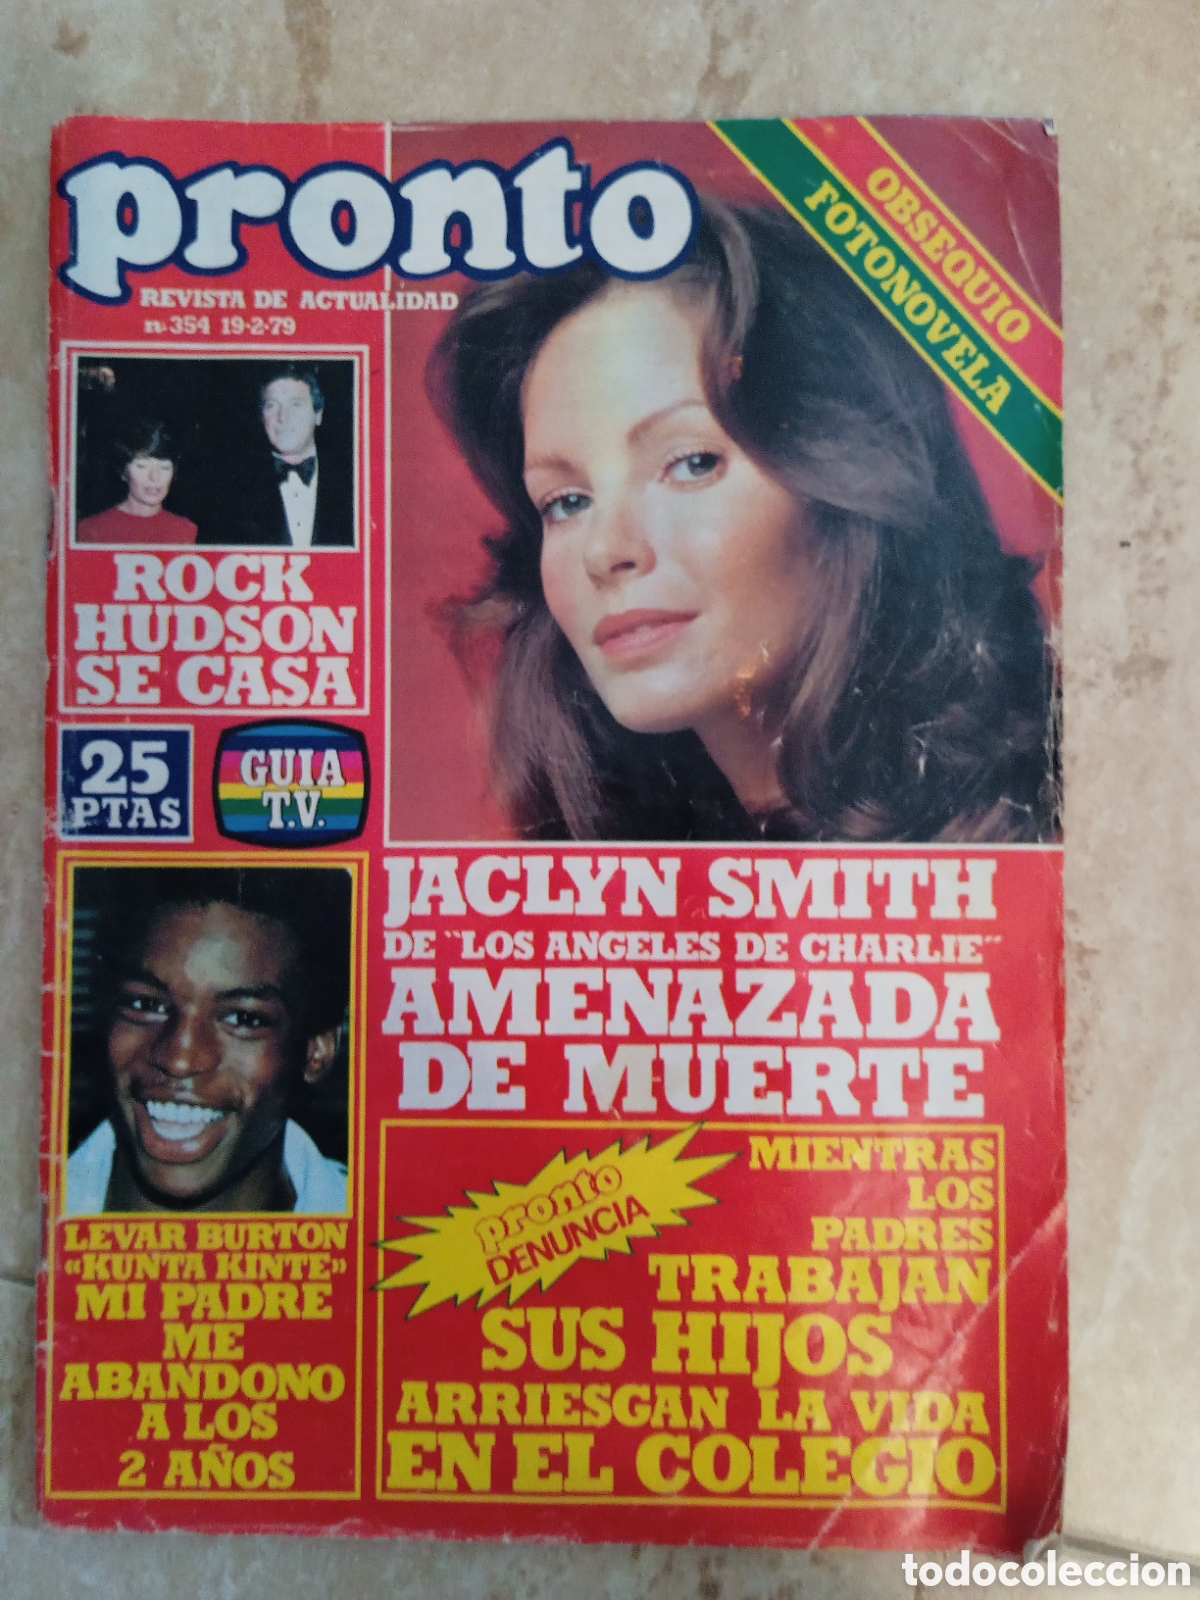 pronto
REVISTA DE ACTUALIDAD
nº 354 19-2-79
OBSEQUIO
FOTONOVELA
ROCK
HUDSON
SE CASA
25
PTAS
GUIA
T.V.
JACLYN SMITH
DE "LOS ANGELES DE CHARLIE"
AMENAZADA
DE MUERTE
LEVAR BURTON
«KUNTA KINTE»
MI PADRE
ME
ABANDONO
A LOS
2 AÑOS
pronto
DENUNCIA
MIENTRAS
LOS
PADRES
TRABAJAN
SUS HIJOS
ARRIESGAN LA VIDA
EN EL COLEGIO
todocoleccion